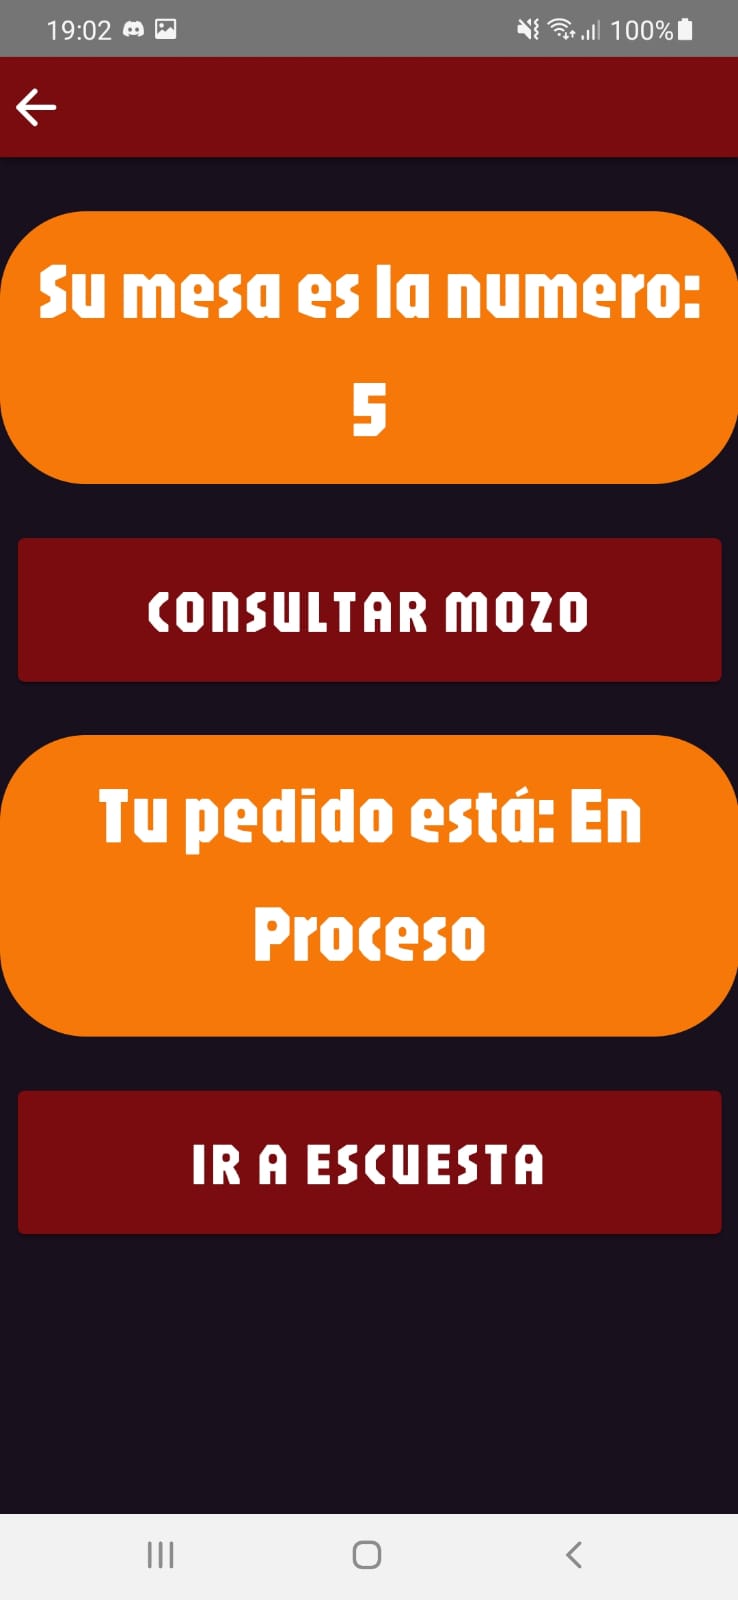 19:02
100%
Su mesa es la numero:
5
CONSULTAR MOZO
Tu pedido está: En
Proceso
IR A ESCUESTA